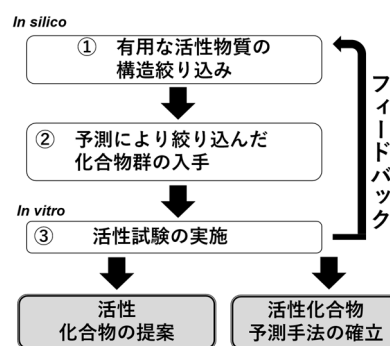 In silico
① 有用な活性物質の
構造絞り込み
② 予測により絞り込んだ
化合物群の入手
In vitro
③ 活性試験の実施
フィードバック
活性
化合物の提案
活性化合物
予測手法の確立